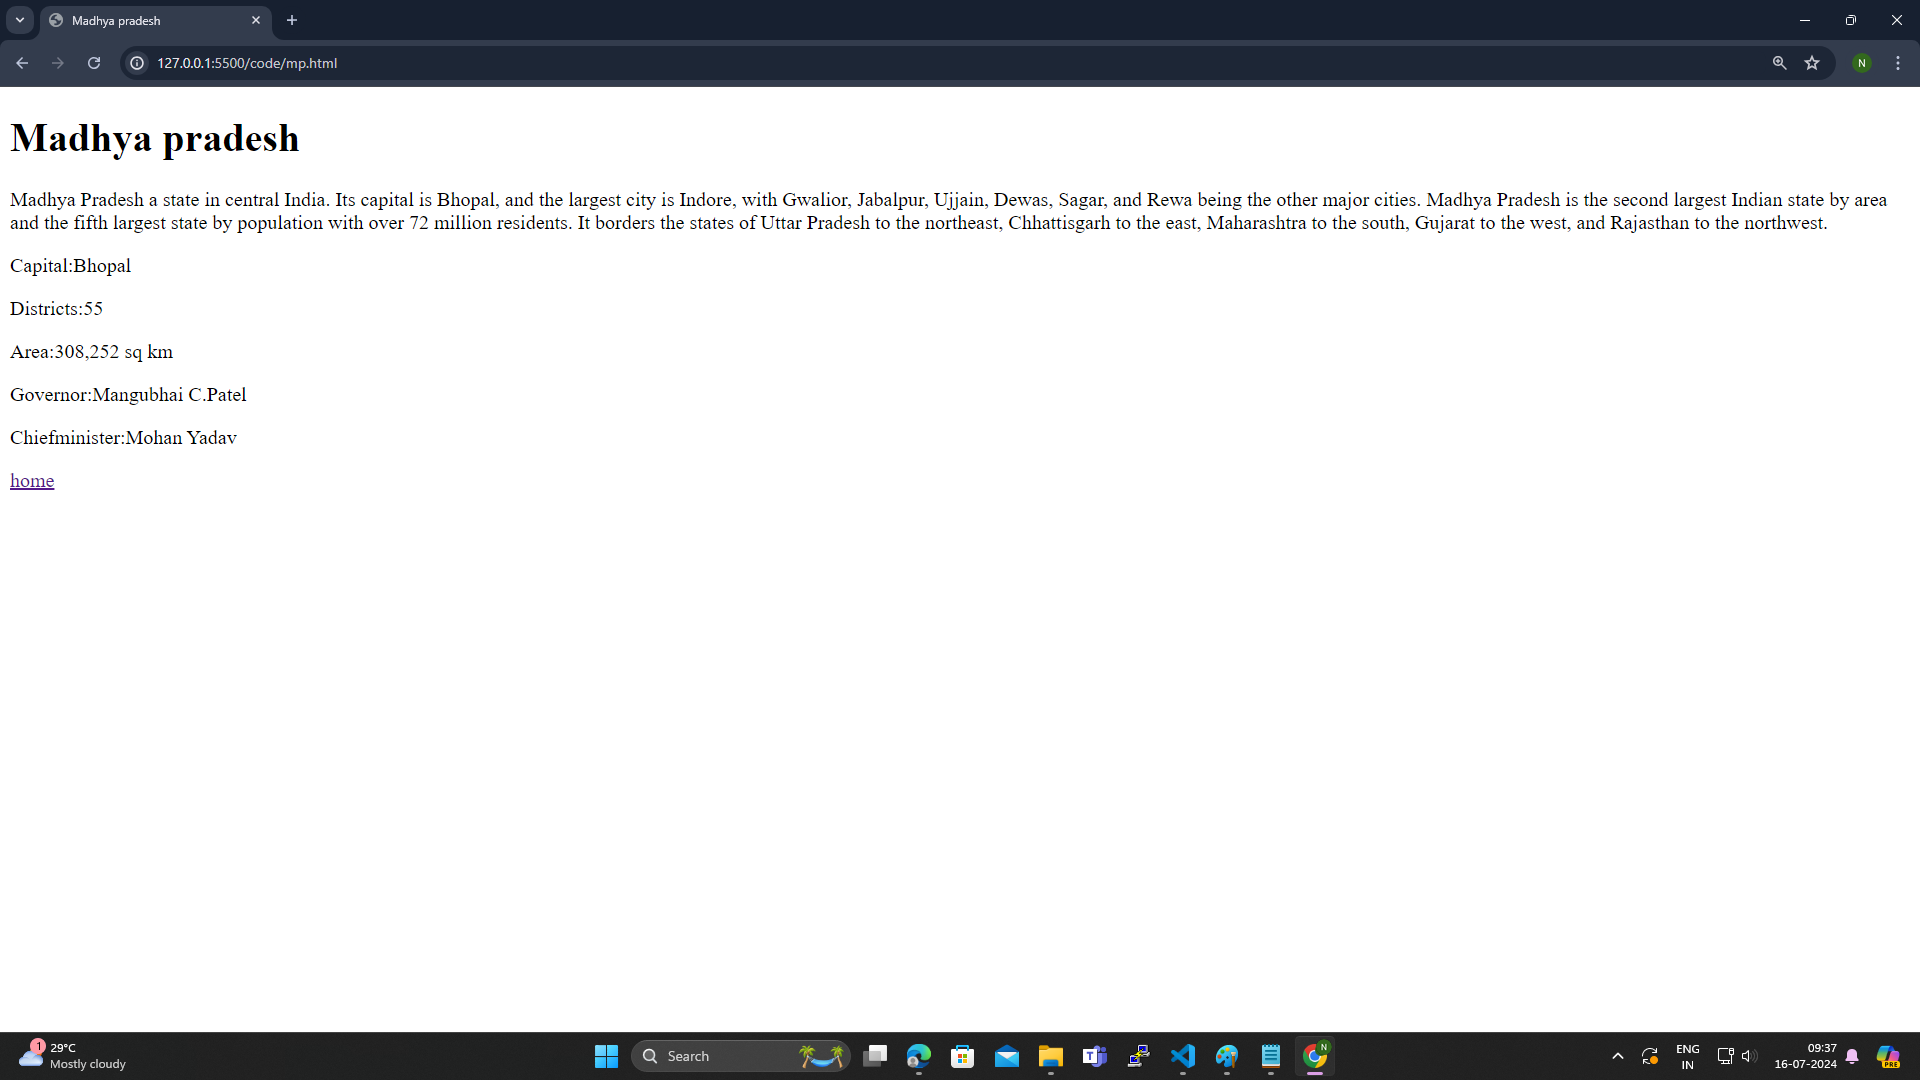 Madhya pradesh
127.0.0.1:5500/code/mp.html
N
Madhya pradesh
Madhya Pradesh a state in central India. Its capital is Bhopal, and the largest city is Indore, with Gwalior, Jabalpur, Ujjain, Dewas, Sagar, and Rewa being the other major cities. Madhya Pradesh is the second largest Indian state by area
and the fifth largest state by population with over 72 million residents. It borders the states of Uttar Pradesh to the northeast, Chhattisgarh to the east, Maharashtra to the south, Gujarat to the west, and Rajasthan to the northwest.
Capital:Bhopal
Districts:55
Area:308,252 sq km
Governor:Mangubhai C.Patel
Chiefminister:Mohan Yadav
home
1
29°C
Mostly cloudy
Search
T
N
ENG
IN
09:37
16-07-2024
PRE